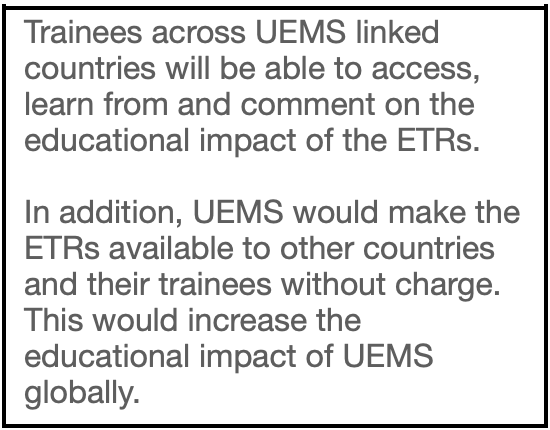 Trainees across UEMS linked
countries will be able to access,
learn from and comment on the
educational impact of the ETRs.
In addition, UEMS would make the
ETRs available to other countries
and their trainees without charge.
This would increase the
educational impact of UEMS
globally.